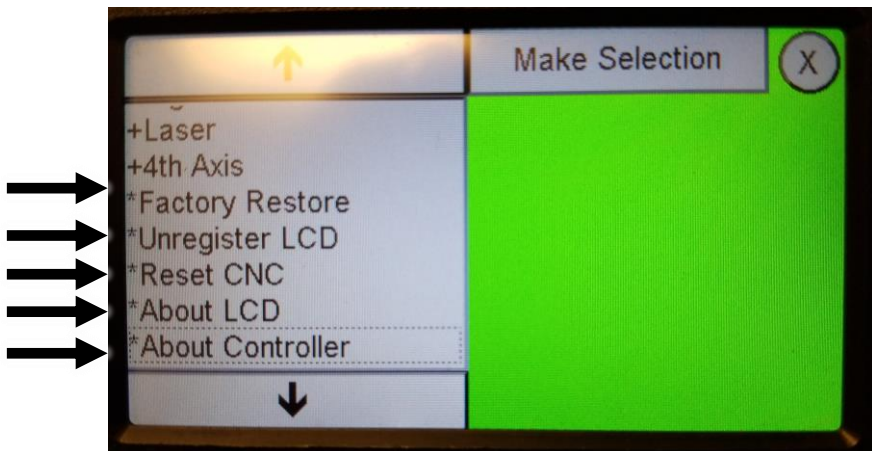 Make Selection
X
+Laser
+4th Axis
*Factory Restore
*Unregister LCD
*Reset CNC
*About LCD
*About Controller